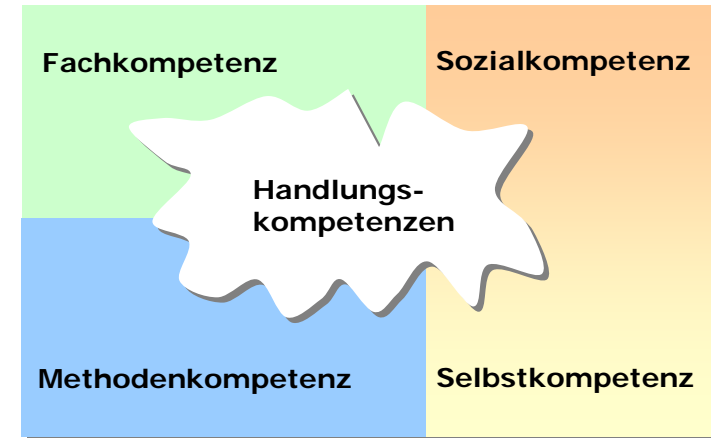 Fachkompetenz
Sozialkompetenz
Handlungs-
kompetenzen
Methodenkompetenz
Selbstkompetenz